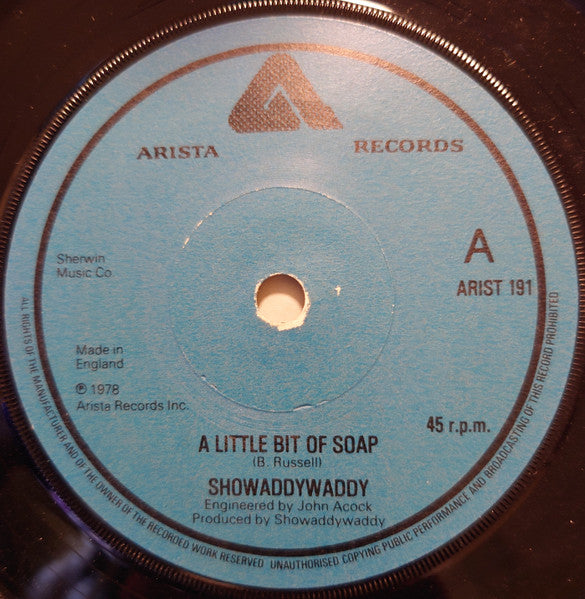 ARISTA RECORDS
Sherwin
Music Co.
A
ARIST 191
Made in
England
℗ 1978
Arista Records Inc.
45 r.p.m.
A LITTLE BIT OF SOAP
(B. Russell)
SHOWADDYWADDY
Engineered by John Acock
Produced by Showaddywaddy
ALL RIGHTS OF THE MANUFACTURER AND OF THE OWNER OF THE RECORDED WORK RESERVED UNAUTHORISED COPYING PUBLIC PERFORMANCE AND BROADCASTING OF THIS RECORD PROHIBITED